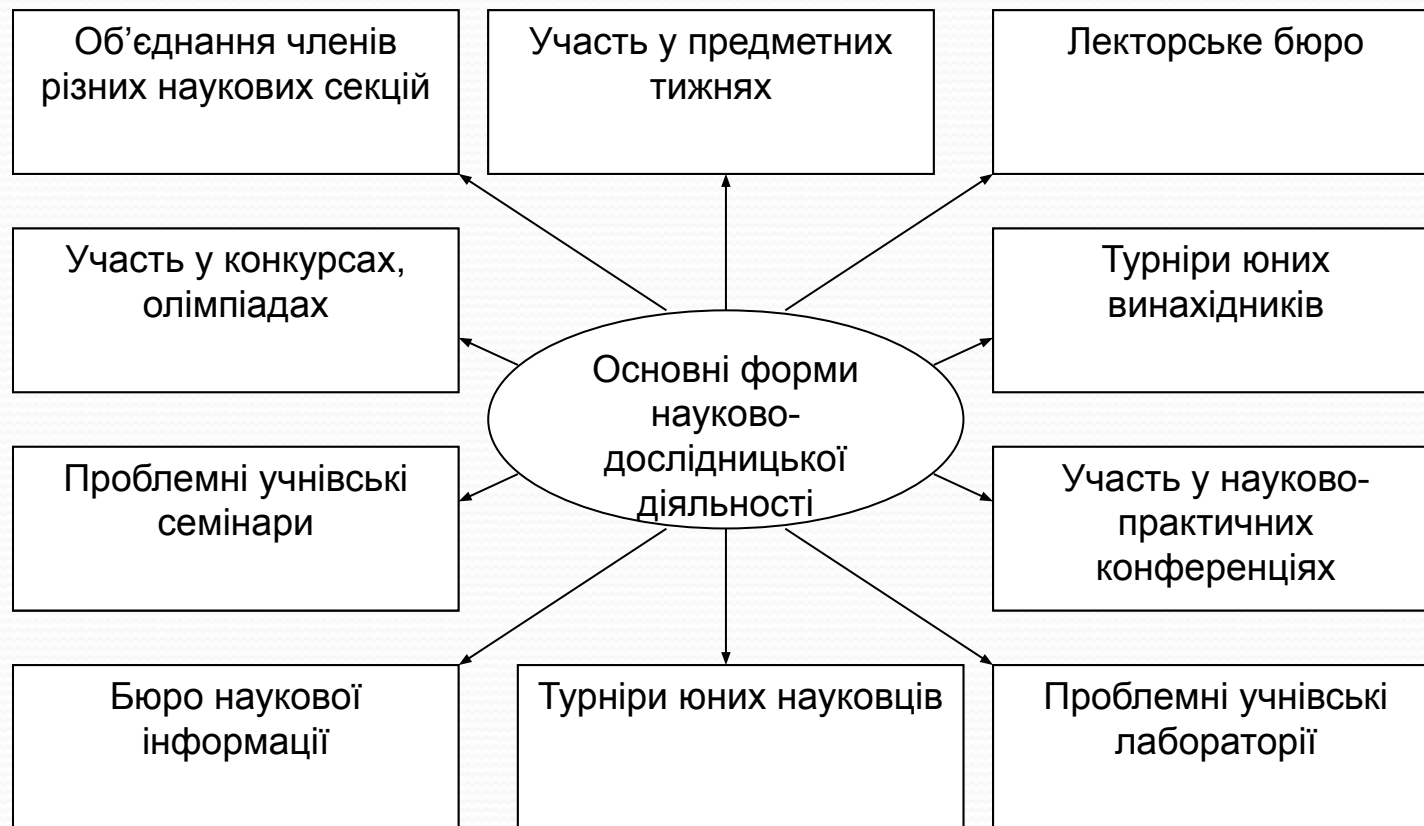 Об’єднання членів
різних наукових секцій
Участь у предметних
тижнях
Лекторське бюро
Участь у конкурсах,
олімпіадах
Турніри юних
винахідників
Основні форми
науково-
дослідницької
діяльності
Проблемні учнівські
семінари
Участь у науково-
практичних
конференціях
Бюро наукової
інформації
Турніри юних науковців
Проблемні учнівські
лабораторії